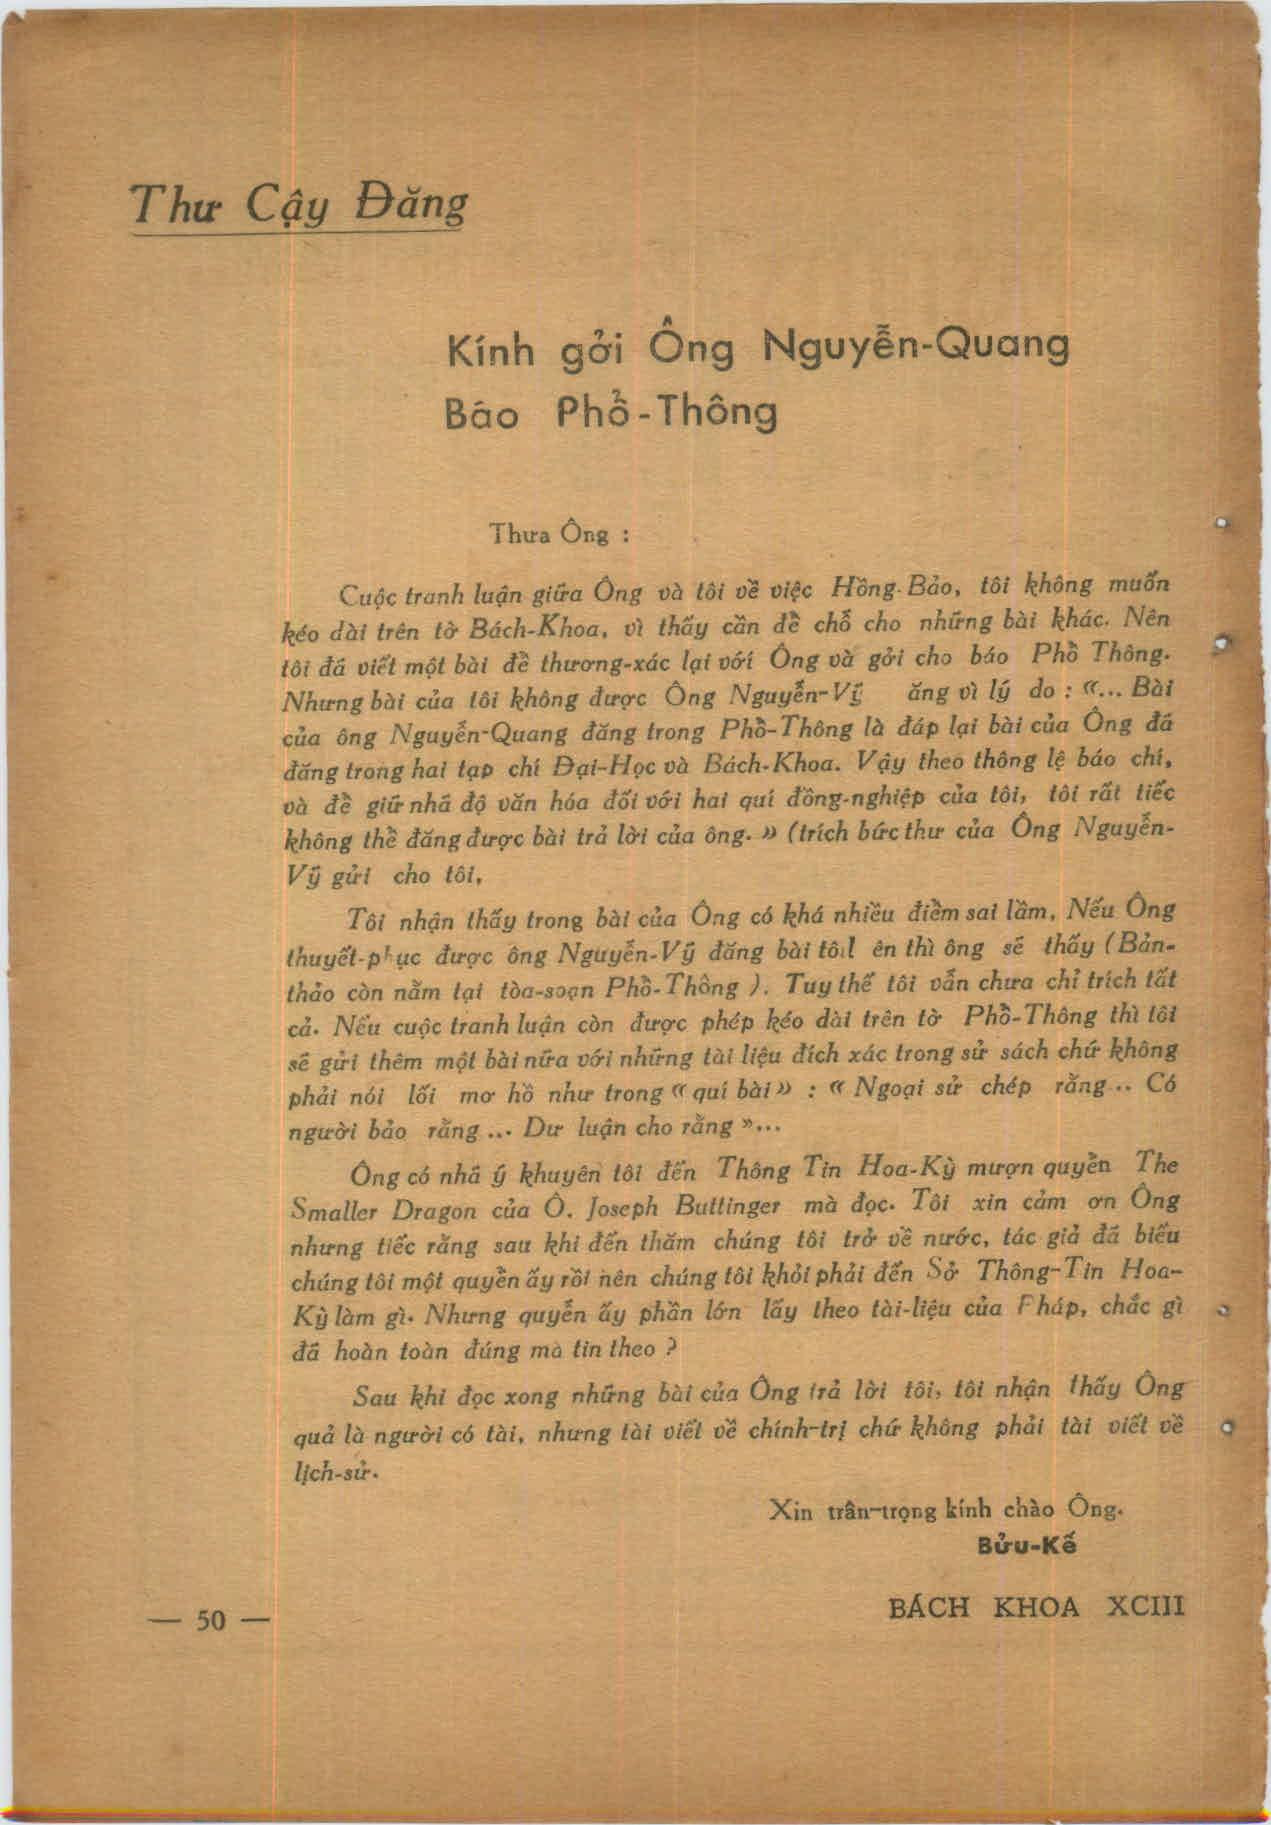 Thư Cậy Đăng
Kính gởi Ông Nguyễn-Quang
Báo Phổ-Thông
Thưa Ông :
Cuộc tranh luận giữa Ông và tôi về việc Hồng-Bảo, tôi không muốn
kéo dài trên tờ Bách-Khoa, vì thấy cần để chỗ cho những bài khác. Nên
tôi đã viết một bài để thương-xác lại với Ông và gởi cho báo Phổ Thông.
Nhưng bài của tôi không được Ông Nguyễn-Vỹ ăng vì lý do : «... Bài
của ông Nguyễn-Quang đăng trong Phổ-Thông là đáp lại bài của Ông đã
đăng trong hai tạp chí Đại-Học và Bách-Khoa. Vậy theo thông lệ báo chí,
và để giữ nhã độ văn hóa đối với hai quí đồng-nghiệp của tôi, tôi rất tiếc
không thể đăng được bài trả lời của ông. » (trích bức thư của Ông Nguyễn-
Vỹ gửi cho tôi,
Tôi nhận thấy trong bài của Ông có khá nhiều điểm sai lầm, Nếu Ông
thuyết-phục được ông Nguyễn-Vỹ đăng bài tôil ên thì ông sẽ thấy (Bản-
thảo còn nằm tại tòa-soạn Phổ-Thông ). Tuy thế tôi vẫn chưa chỉ trích tất
cả. Nếu cuộc tranh luận còn được phép kéo dài trên tờ Phổ-Thông thì tôi
sẽ gửi thêm một bài nữa với những tài liệu đích xác trong sử sách chứ không
phải nói lối mơ hồ như trong « quí bài » : « Ngoại sử chép rằng... Có
người bảo rằng ... Dư luận cho rằng »...
Ông có nhã ý khuyên tôi đến Thông Tin Hoa-Kỳ mượn quyển The
Smaller Dragon của Ô. Joseph Buttinger mà đọc. Tôi xin cảm ơn Ông
nhưng tiếc rằng sau khi đến thăm chúng tôi trở về nước, tác giả đã biếu
chúng tôi một quyển ấy rồi nên chúng tôi khỏi phải đến Sở Thông-Tin Hoa-
Kỳ làm gì. Nhưng quyển ấy phần lớn lấy theo tài-liệu của Pháp, chắc gì
đã hoàn toàn đúng mà tin theo ?
Sau khi đọc xong những bài của Ông trả lời tôi, tôi nhận thấy Ông
quả là người có tài, nhưng tài viết về chính-trị chứ không phải tài viết về
lịch-sử.
Xin trân-trọng kính chào Ông.
Bửu-Kế
— 50 —
BÁCH KHOA XCIII